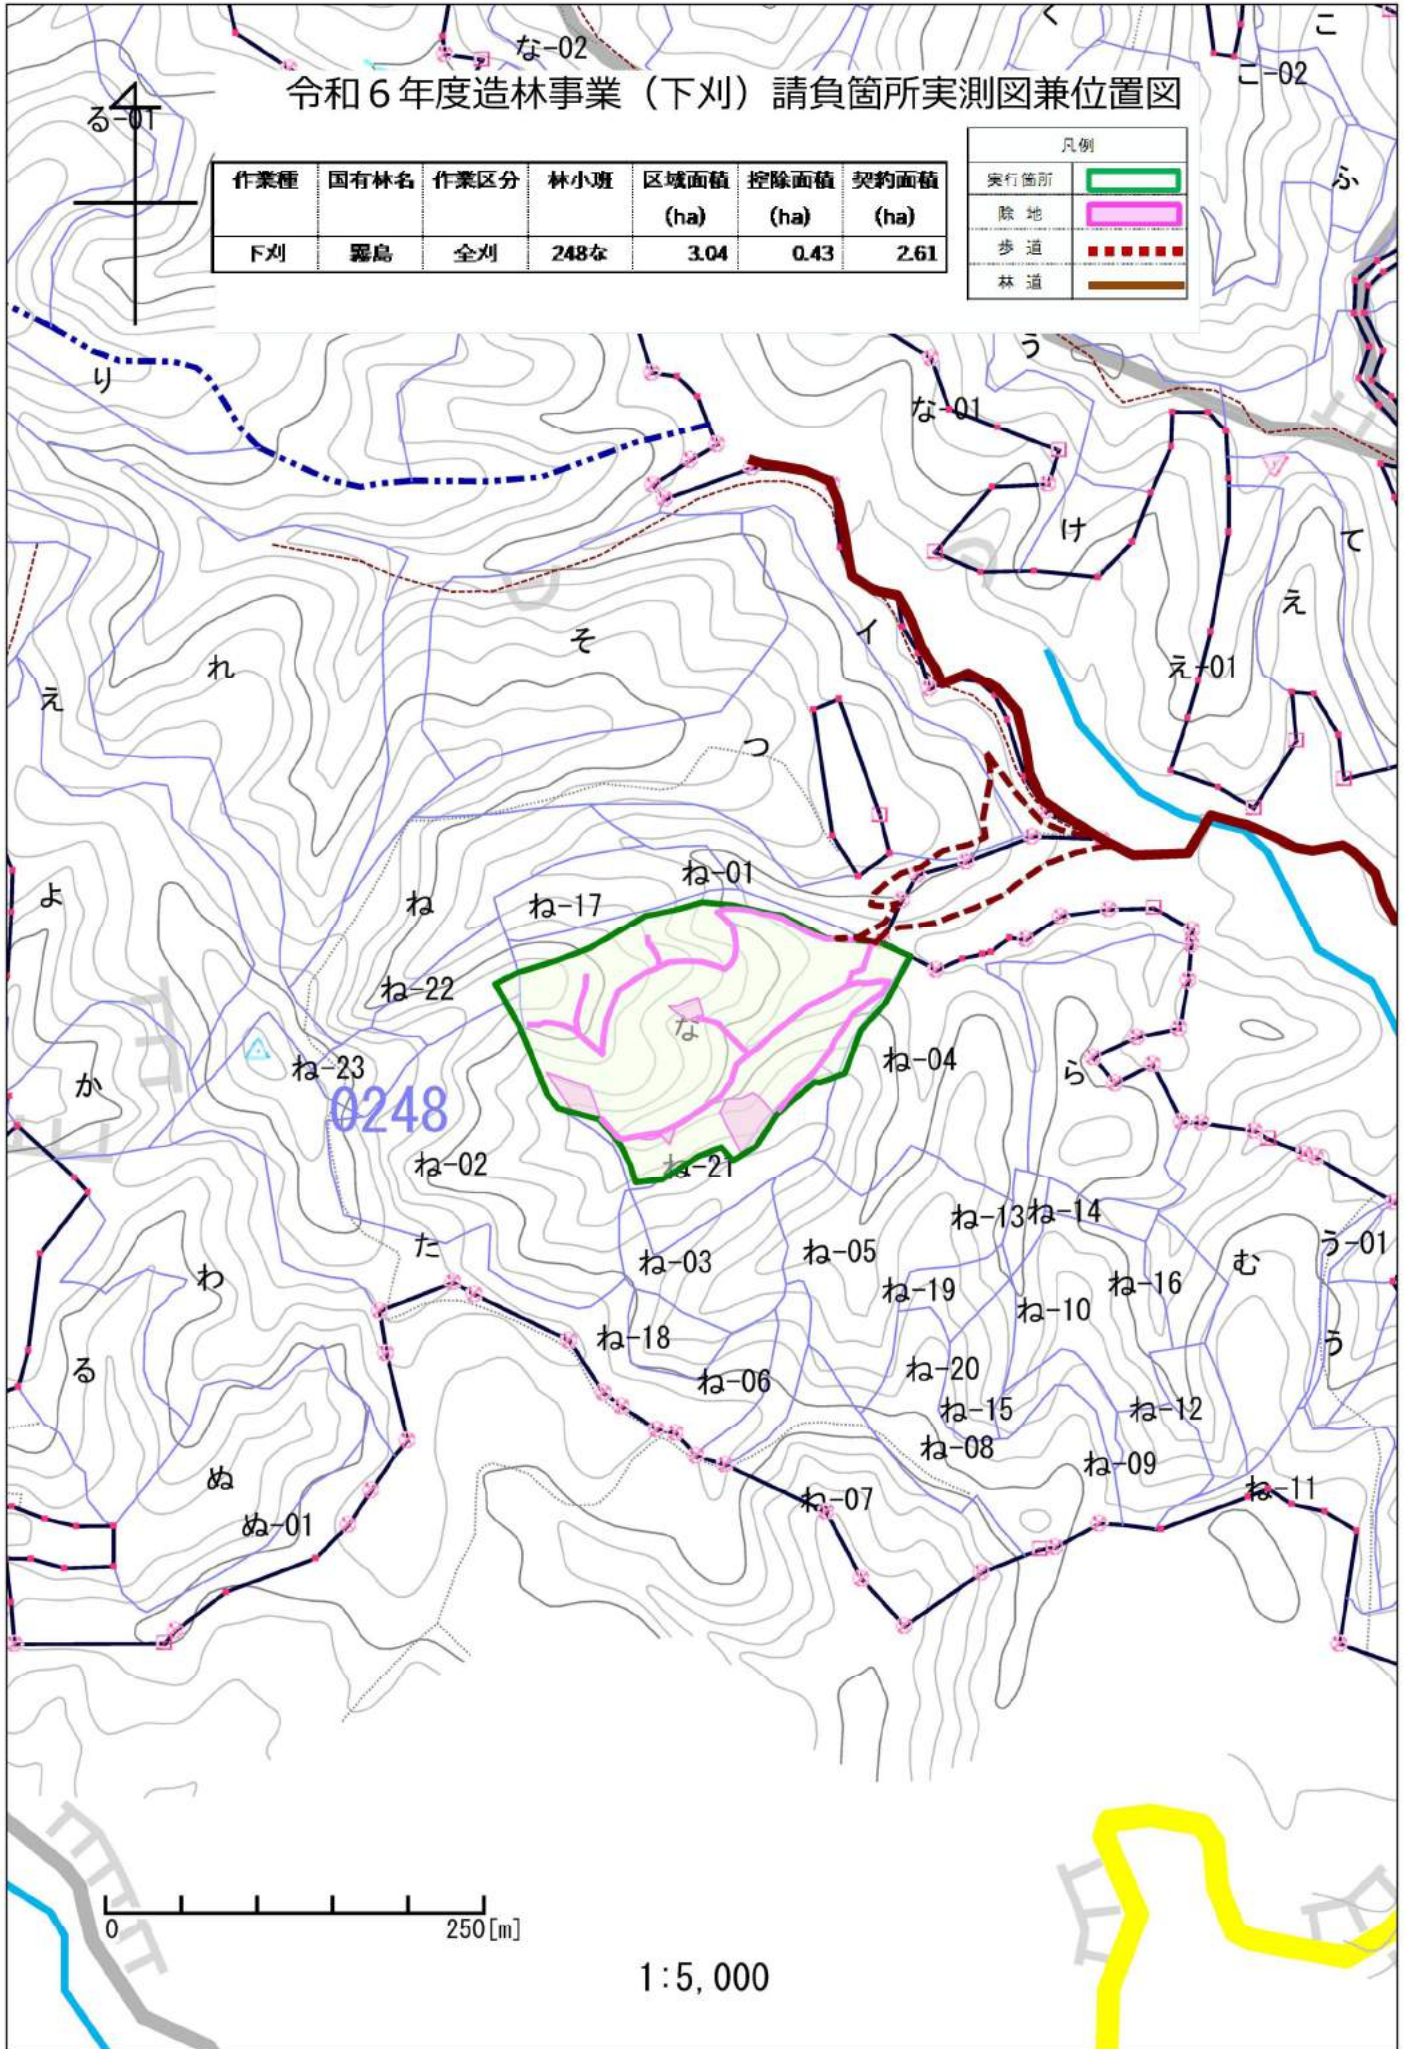 く
こ
な-02
こ-02
令和６年度造林事業（下刈）請負箇所実測図兼位置図
る-01
凡例
作業種 国有林名 作業区分 林小班 区域面積 控除面積 契約面積
(ha) (ha) (ha)
下刈 霧島 全刈 248な 3.04 0.43 2.61
実行箇所
除 地
歩 道
林 道
ふ
り
う
な-01
け
て
え
イ
そ
れ
え-01
え
つ
ね-01
よ
ね
ね-17
ね-22
な
ね-04
ね-23
ら
か
0248
ね-02
ね-21
ね-13
ね-14
た
ね-05
う-01
ね-03
む
わ
ね-19
ね-16
ね-10
ね-18
う
る
ね-20
ね-06
ね-15
ね-12
ね-08
ね-09
ぬ
ね-11
ね-07
ぬ-01
0 250[m]
1:5,000